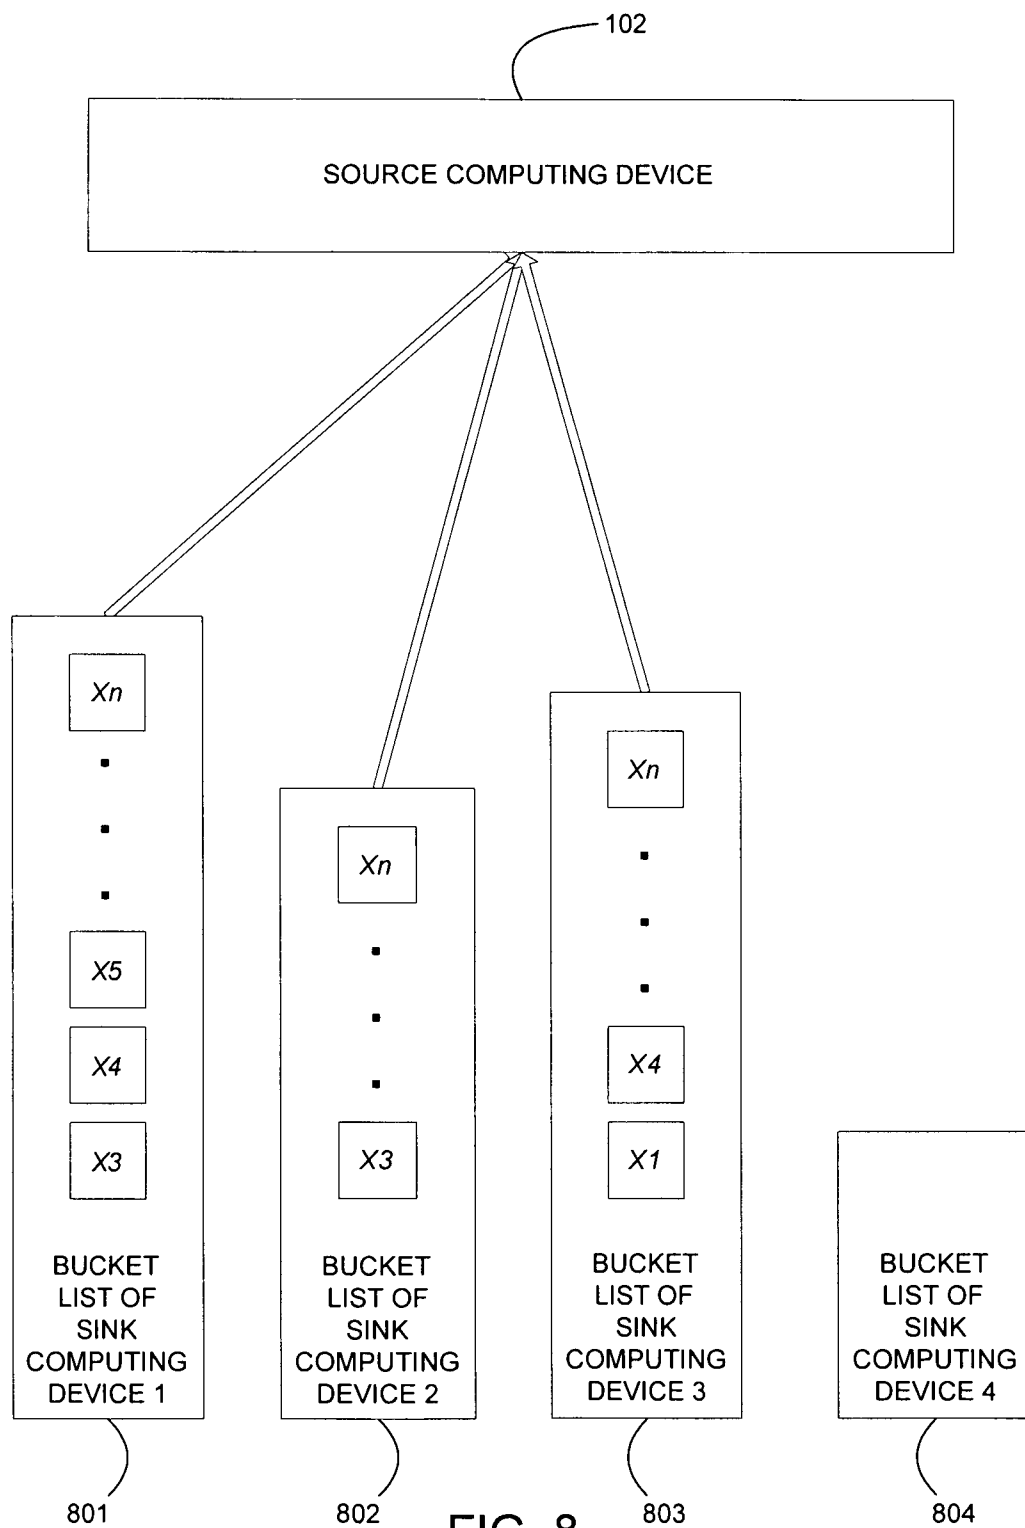 102
SOURCE COMPUTING DEVICE
Xn
X5
X4
X3
BUCKET
LIST OF
SINK
COMPUTING
DEVICE 1
801
Xn
X3
BUCKET
LIST OF
SINK
COMPUTING
DEVICE 2
802
Xn
X4
X1
BUCKET
LIST OF
SINK
COMPUTING
DEVICE 3
803
BUCKET
LIST OF
SINK
COMPUTING
DEVICE 4
804
FIG. 8